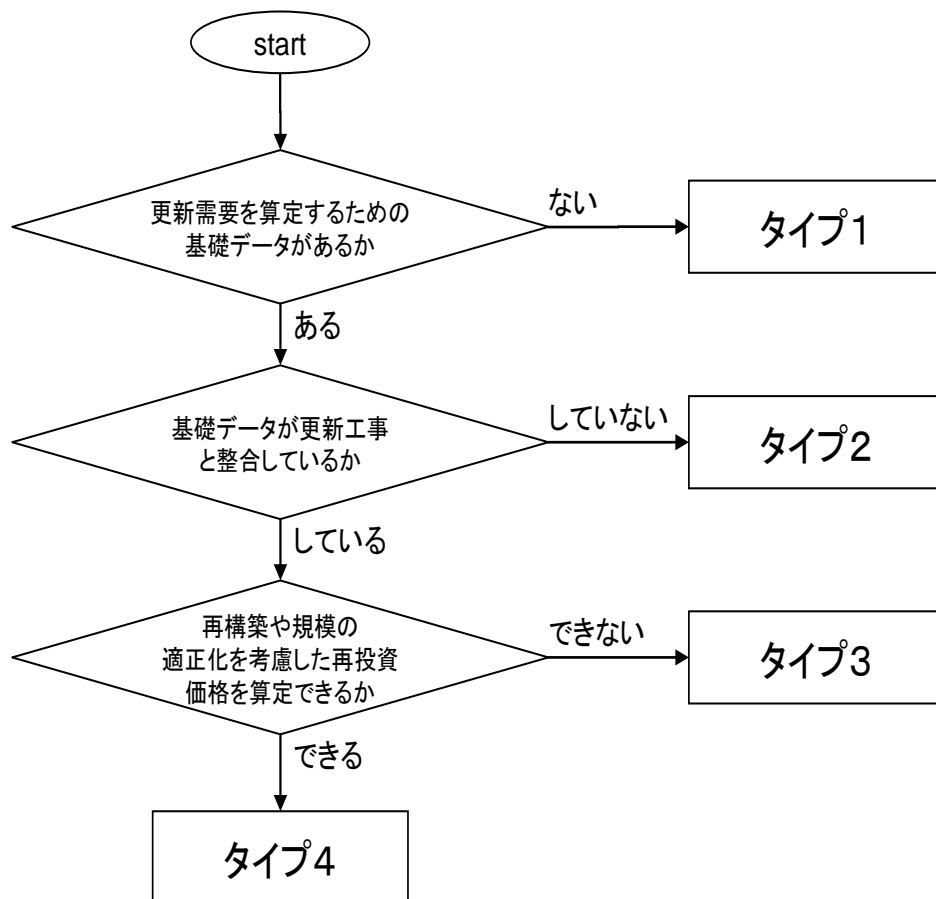 start
更新需要を算定するための
基礎データがあるか
ない
タイプ1
ある
基礎データが更新工事
と整合しているか
していない
タイプ2
している
再構築や規模の
適正化を考慮した再投資
価格を算定できるか
できない
タイプ3
できる
タイプ4